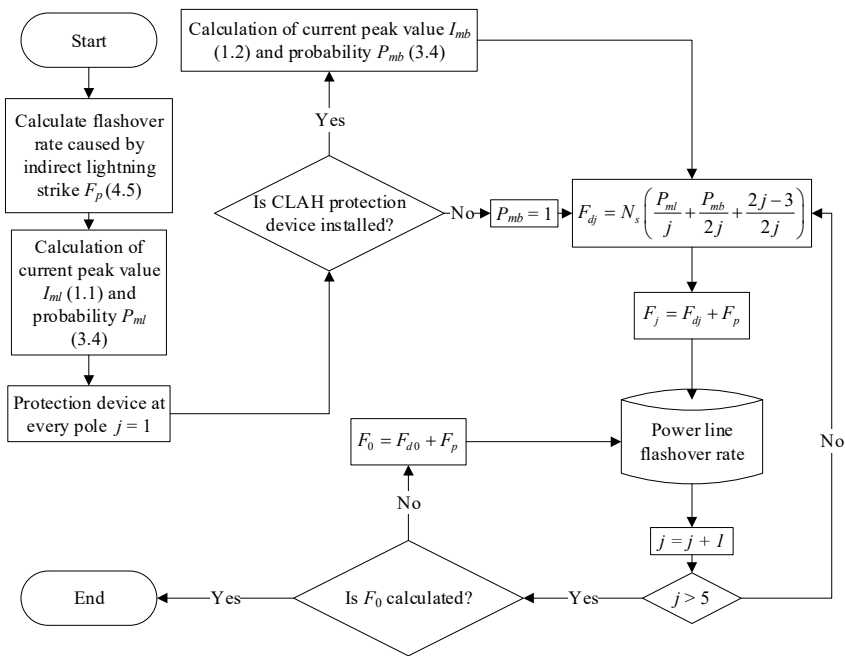 Start
Calculate flashover
rate caused by
indirect lightning
strike Fₚ (4.5)
Calculation of
current peak value
I_ml (1.1) and
probability P_ml
(3.4)
Protection device at
every pole j = 1
Calculation of current peak value I_mb
(1.2) and probability P_mb (3.4)
Yes
Is CLAH protection
device installed?
No
P_mb = 1
F_dj = N_s (P_ml/j + P_mb/2j + (2j−3)/2j)
F_j = F_dj + F_p
Power line
flashover rate
No
j = j + 1
j > 5
Yes
Is F_0 calculated?
No
F_0 = F_d0 + F_p
Yes
End